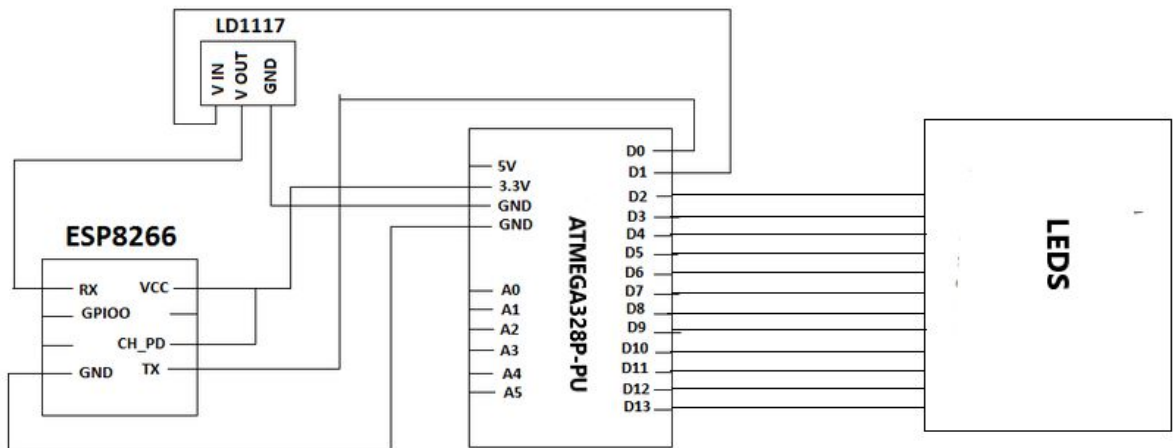 LD1117
V IN
V OUT
GND
ESP8266
RX
VCC
GPIOO
CH_PD
GND
TX
5V
3.3V
GND
GND
A0
A1
A2
A3
A4
A5
ATMEGA328P-PU
D0
D1
D2
D3
D4
D5
D6
D7
D8
D9
D10
D11
D12
D13
LEDS